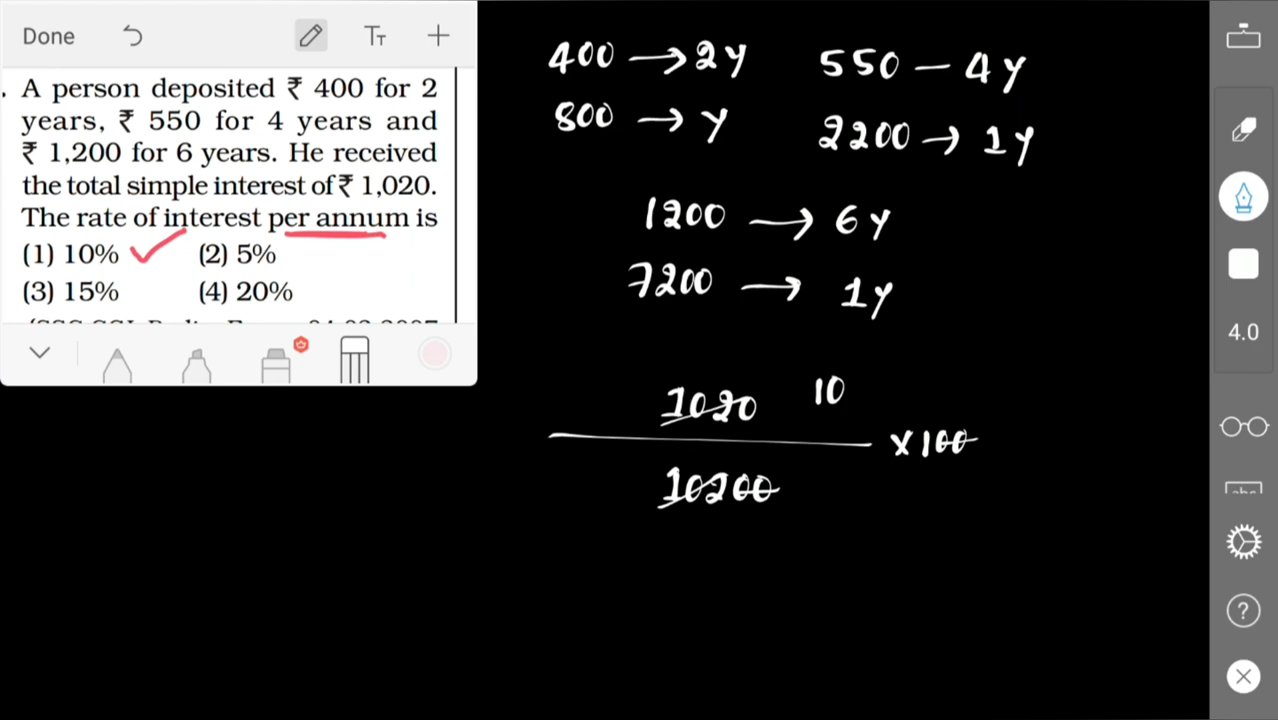 Done
. A person deposited ₹ 400 for 2
years, ₹ 550 for 4 years and
₹ 1,200 for 6 years. He received
the total simple interest of ₹ 1,020.
The rate of interest per annum is
(1) 10% (2) 5%
(3) 15% (4) 20%
400 → 2y
800 → y
550 — 4y
2200 → 1y
1200 → 6y
7200 → 1y
1020 10
10200
x100
4.0
abc
?